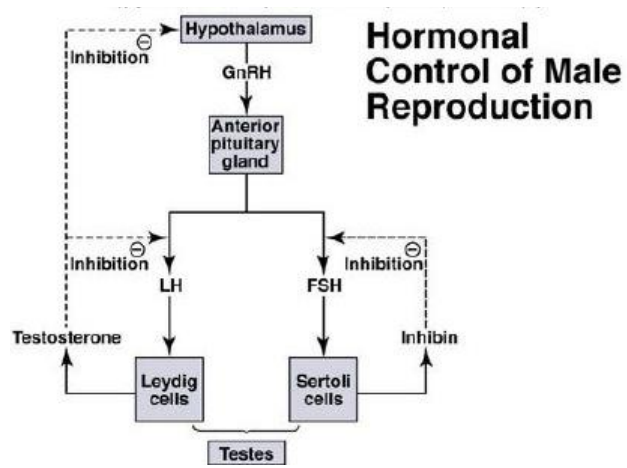 Hypothalamus
Hormonal
Control of Male
Reproduction
Inhibition
⊖
GnRH
Anterior
pituitary
gland
⊖
Inhibition
⊖
Inhibition
LH
FSH
Testosterone
Inhibin
Leydig
cells
Sertoli
cells
Testes